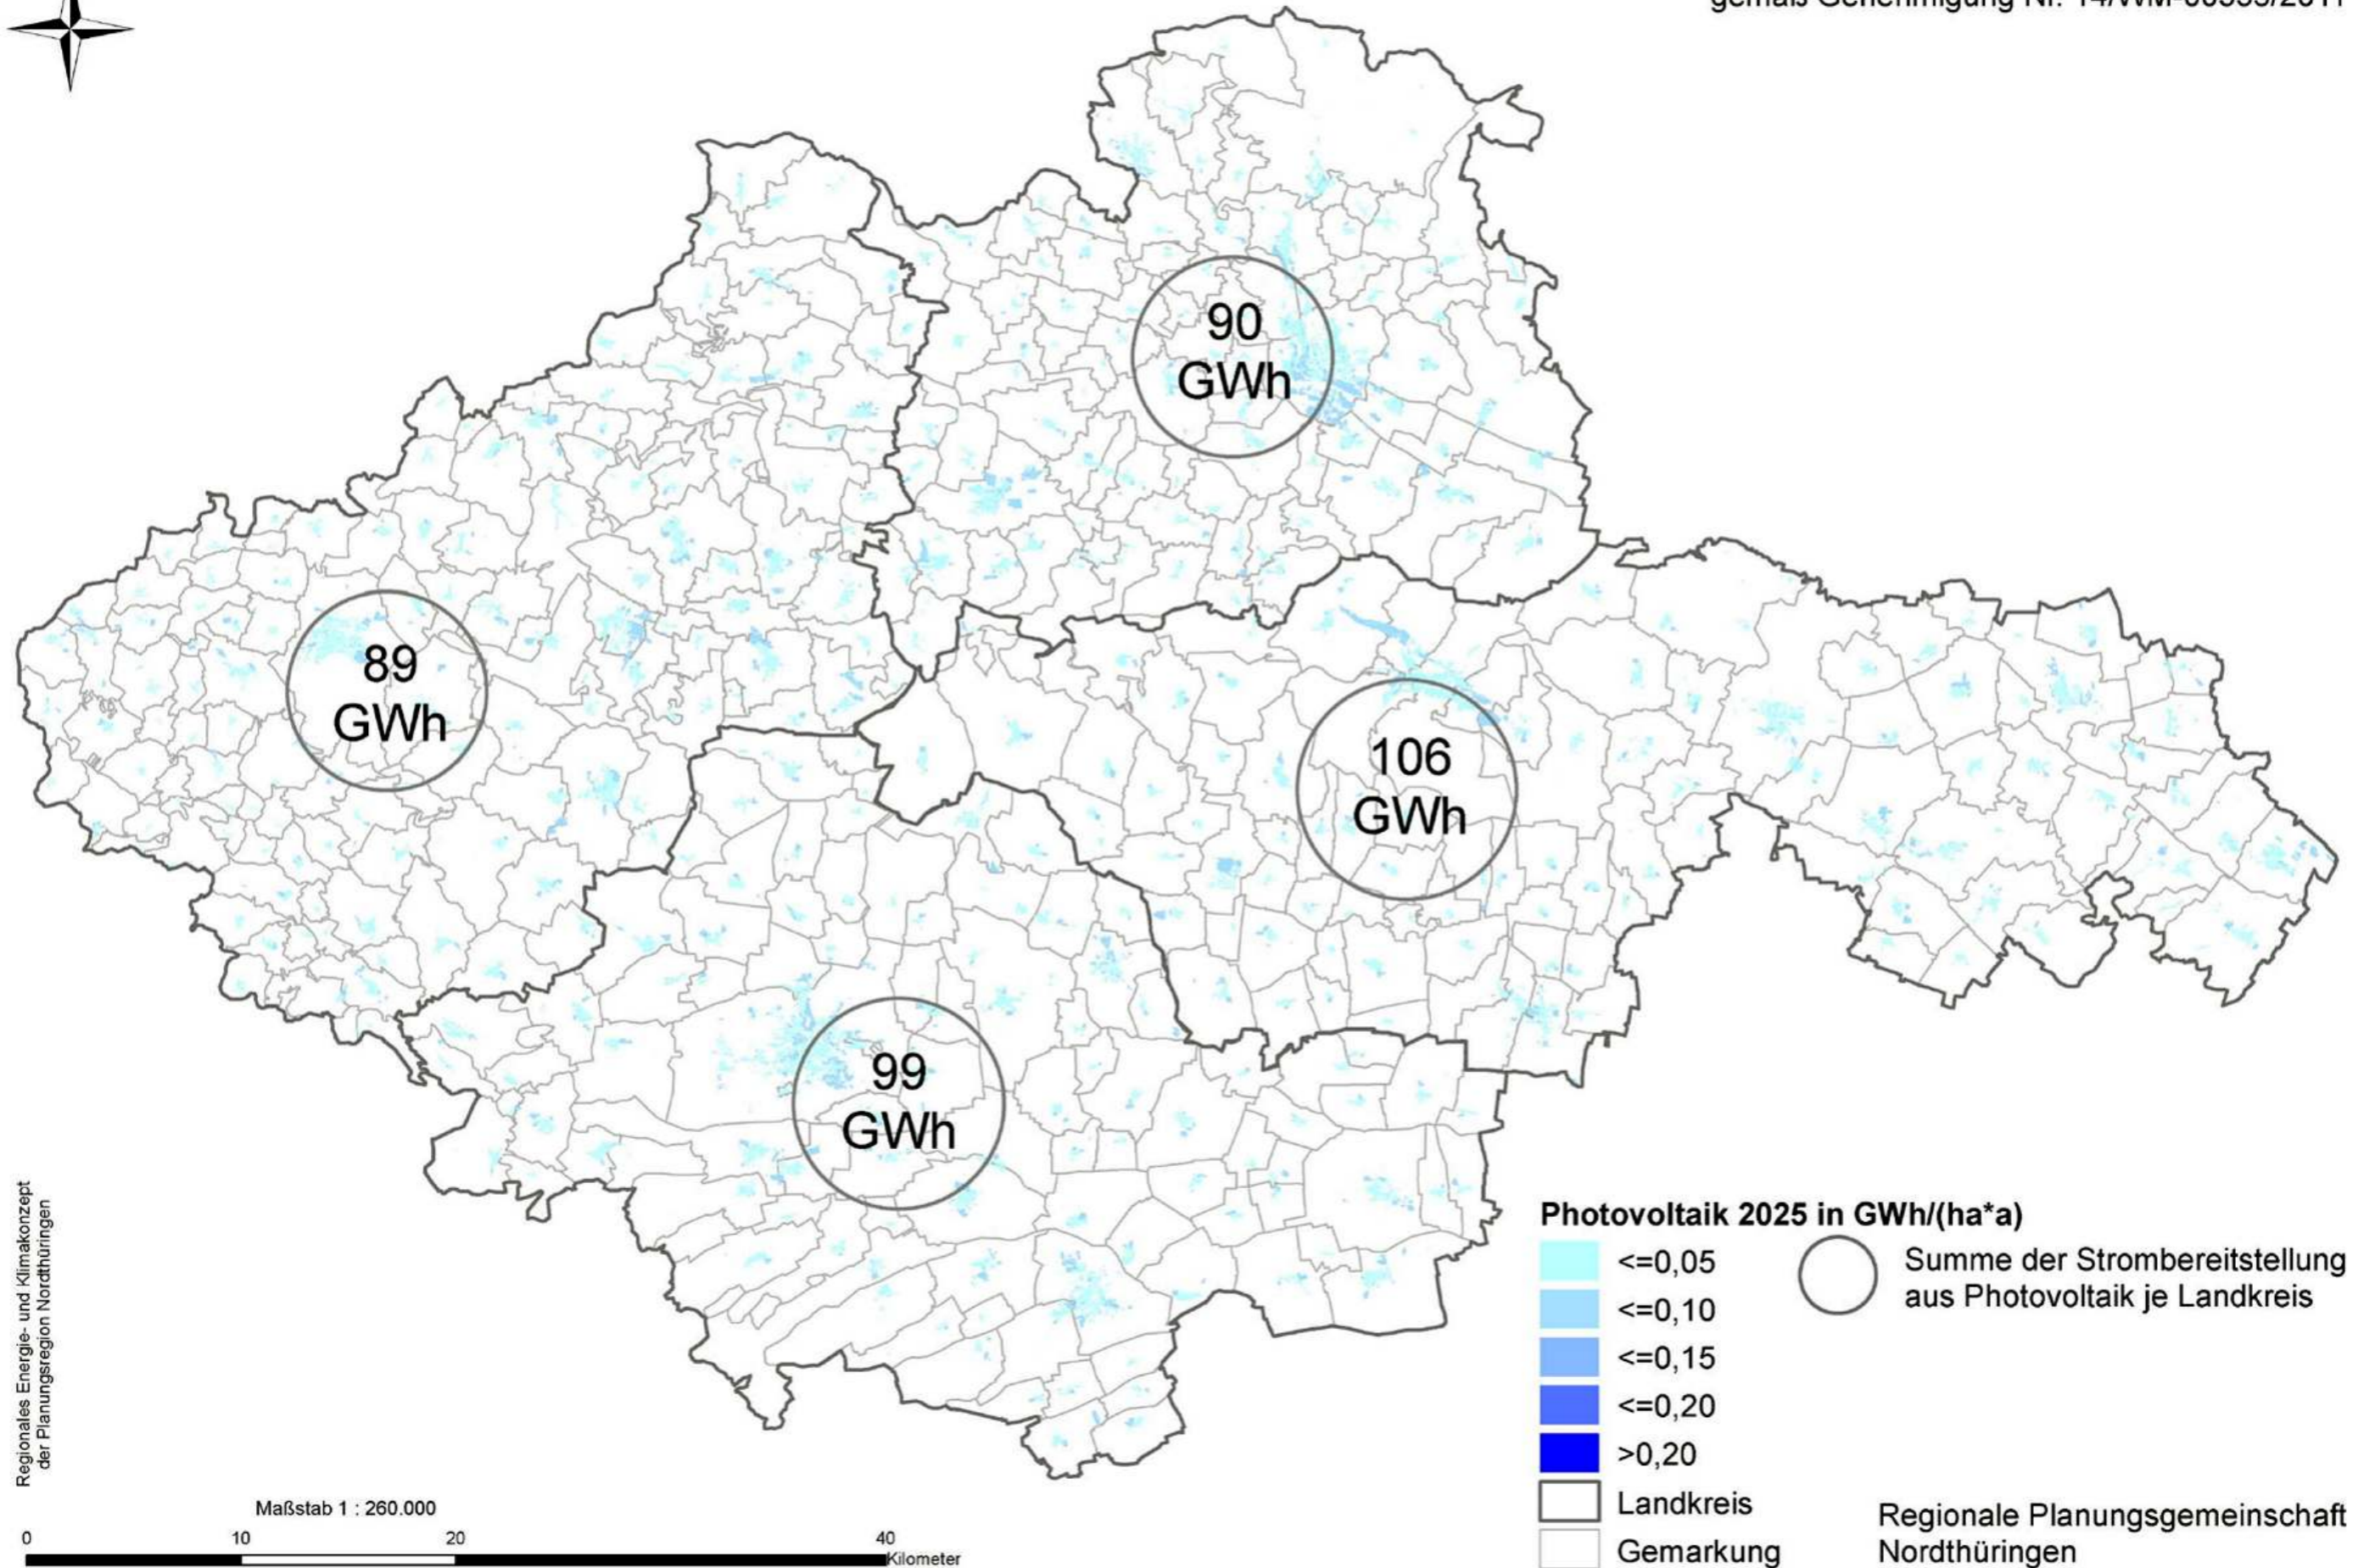 90
GWh
89
GWh
106
GWh
99
GWh
Regionales Energie- und Klimakonzept
der Planungsregion Nordthüringen
Maßstab 1 : 260.000
0 10 20 40
Kilometer
Photovoltaik 2025 in GWh/(ha*a)
<=0,05
<=0,10
<=0,15
<=0,20
>0,20
Landkreis
Gemarkung
Summe der Strombereitstellung
aus Photovoltaik je Landkreis
Regionale Planungsgemeinschaft
Nordthüringen